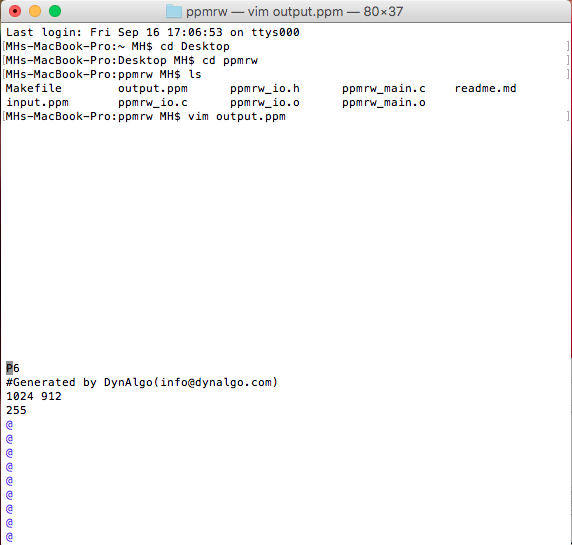 ppmrw — vim output.ppm — 80×37
Last login: Fri Sep 16 17:06:53 on ttys000
[MHs-MacBook-Pro:~ MH$ cd Desktop ]
[MHs-MacBook-Pro:Desktop MH$ cd ppmrw ]
[MHs-MacBook-Pro:ppmrw MH$ ls ]
Makefile output.ppm ppmrw_io.h ppmrw_main.c readme.md
input.ppm ppmrw_io.c ppmrw_io.o ppmrw_main.o
[MHs-MacBook-Pro:ppmrw MH$ vim output.ppm ]
P6
#Generated by DynAlgo(info@dynalgo.com)
1024 912
255
@
@
@
@
@
@
@
@
@